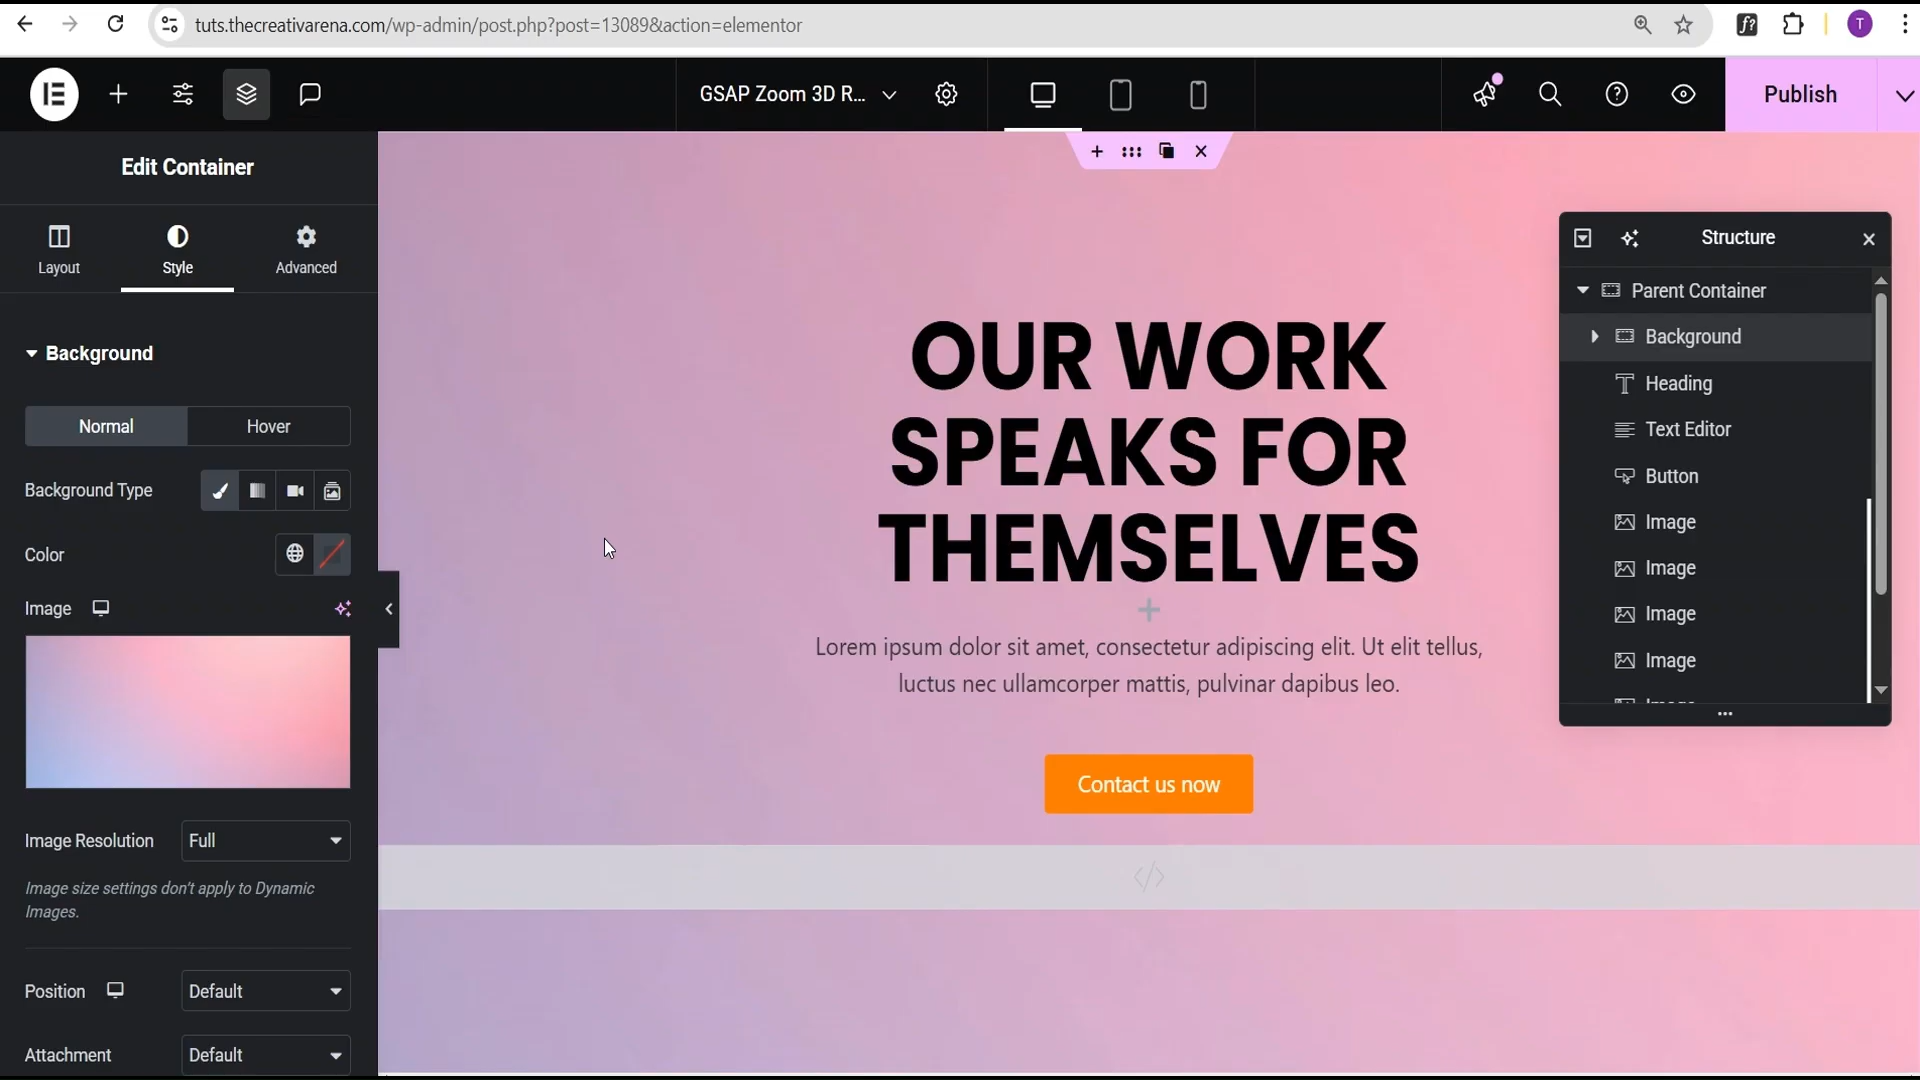 tuts.thecreativarena.com/wp-admin/post.php?post=13089&action=elementor
T
GSAP Zoom 3D R...
Publish
Edit Container
Layout
Style
Advanced
Background
Normal
Hover
Background Type
Color
Image
Image Resolution
Full
Image size settings don't apply to Dynamic
Images.
Position
Default
Attachment
Default
OUR WORK
SPEAKS FOR
THEMSELVES
Lorem ipsum dolor sit amet, consectetur adipiscing elit. Ut elit tellus,
luctus nec ullamcorper mattis, pulvinar dapibus leo.
Contact us now
</>
Structure
Parent Container
Background
Heading
Text Editor
Button
Image
Image
Image
Image